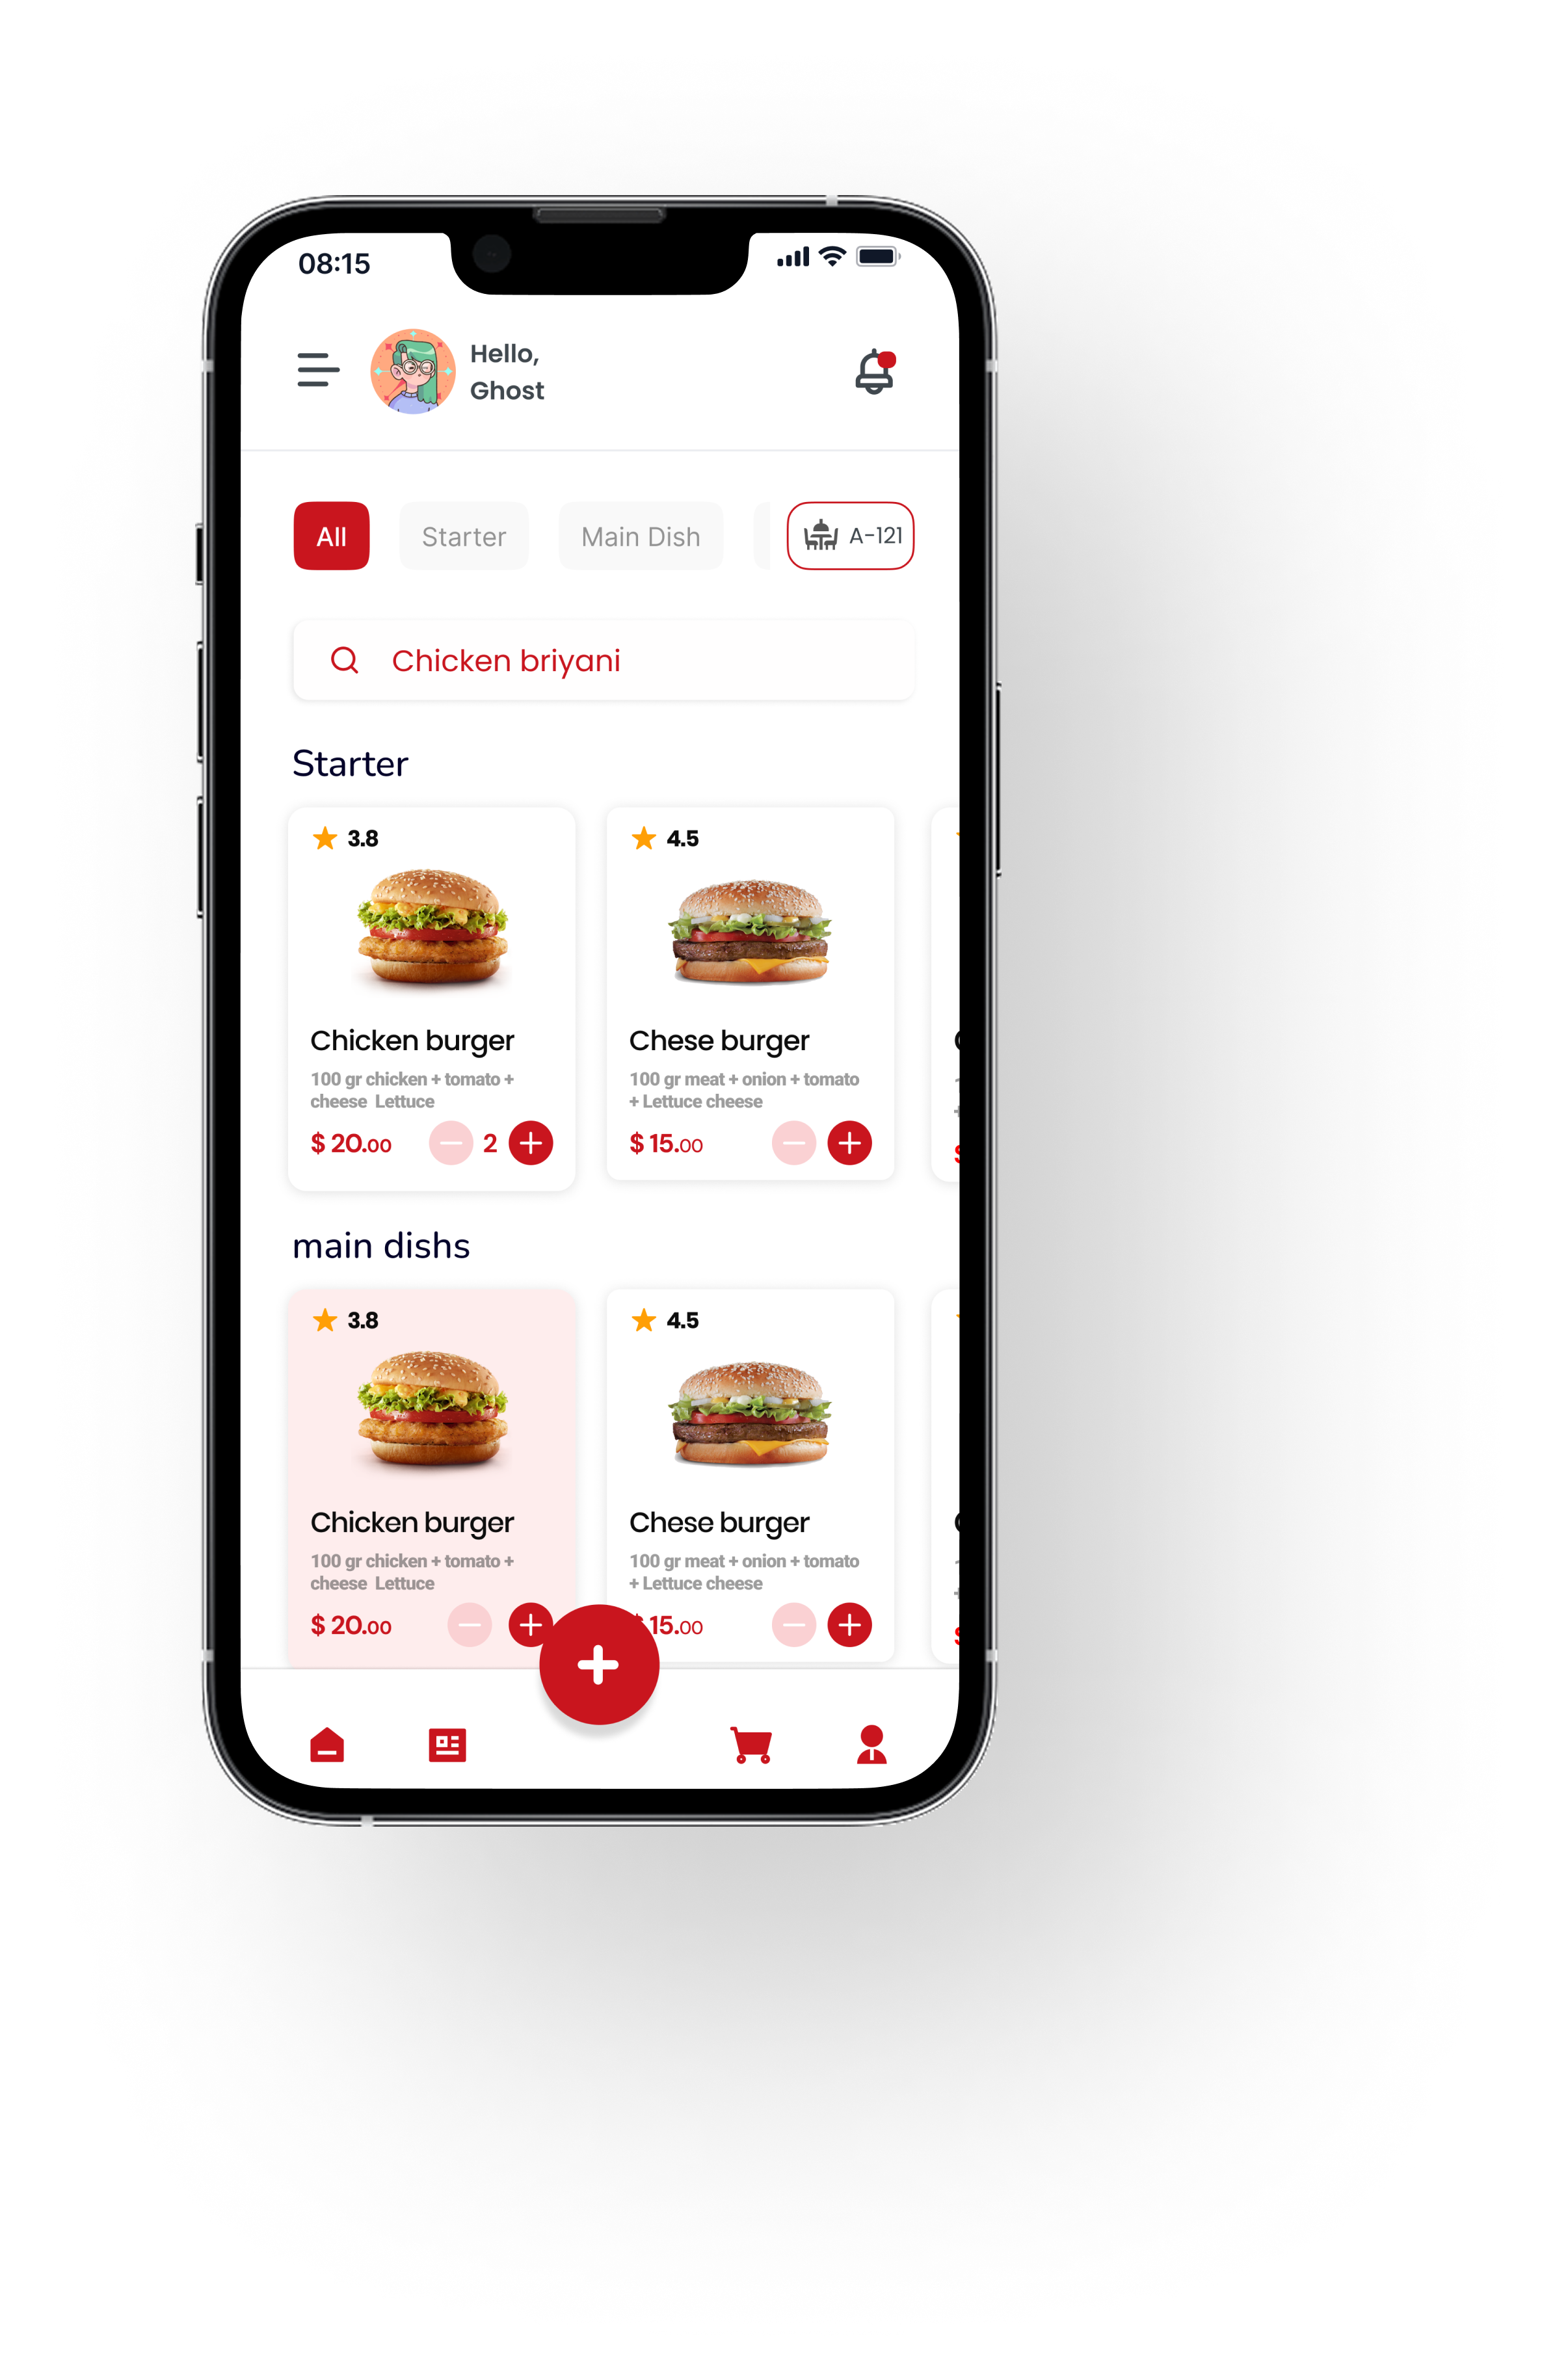 08:15
Hello,
Ghost
All
Starter
Main Dish
A-121
Chicken briyani
Starter
3.8
4.5
Chicken burger
Chese burger
100 gr chicken + tomato +
cheese Lettuce
100 gr meat + onion + tomato
+ Lettuce cheese
$ 20.00
2
$ 15.00
main dishs
3.8
4.5
Chicken burger
Chese burger
100 gr chicken + tomato +
cheese Lettuce
100 gr meat + onion + tomato
+ Lettuce cheese
$ 20.00
15.00